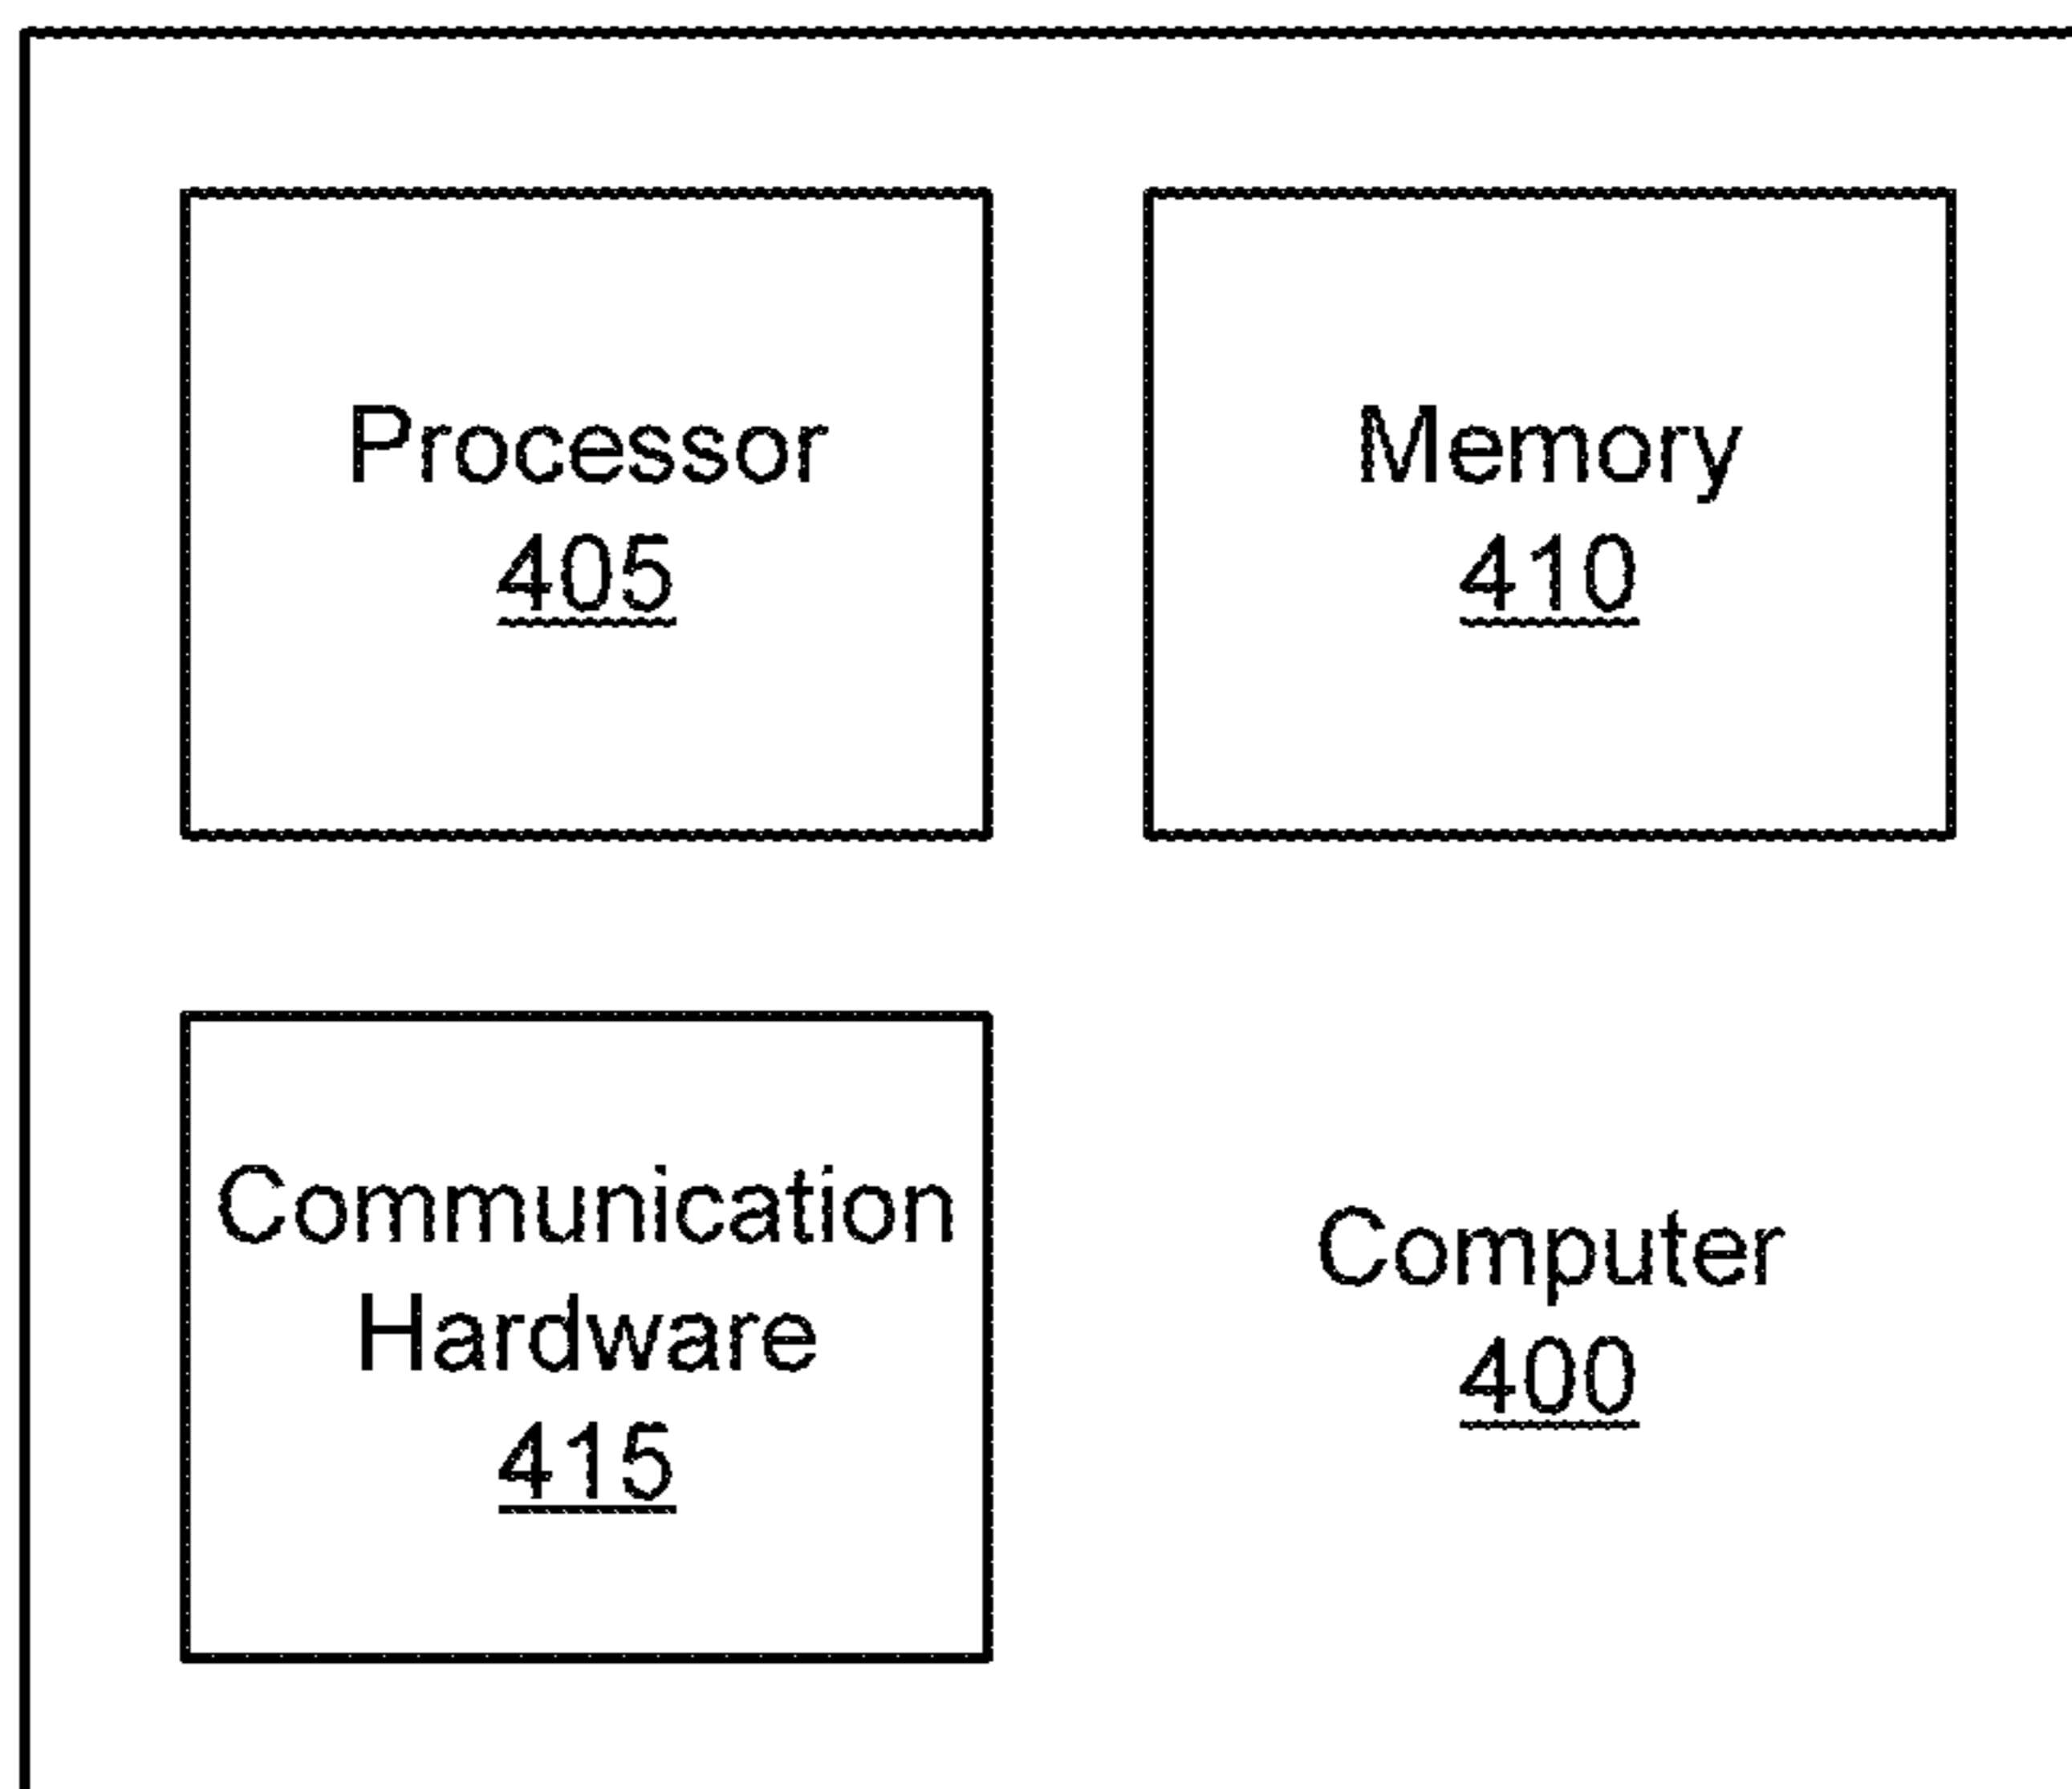 Processor
405
Memory
410
Communication
Hardware
415
Computer
400